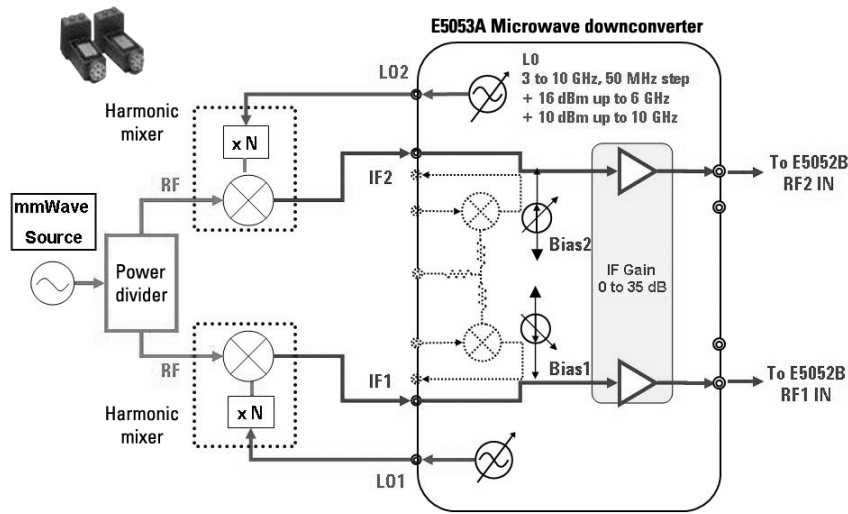 E5053A Microwave downconverter
LO
3 to 10 GHz, 50 MHz step
+ 16 dBm up to 6 GHz
+ 10 dBm up to 10 GHz
LO2
Harmonic
mixer
x N
RF
IF2
To E5052B
RF2 IN
mmWave
Source
Power
divider
Bias2
IF Gain
0 to 35 dB
RF
IF1
Bias1
To E5052B
RF1 IN
Harmonic
mixer
x N
LO1